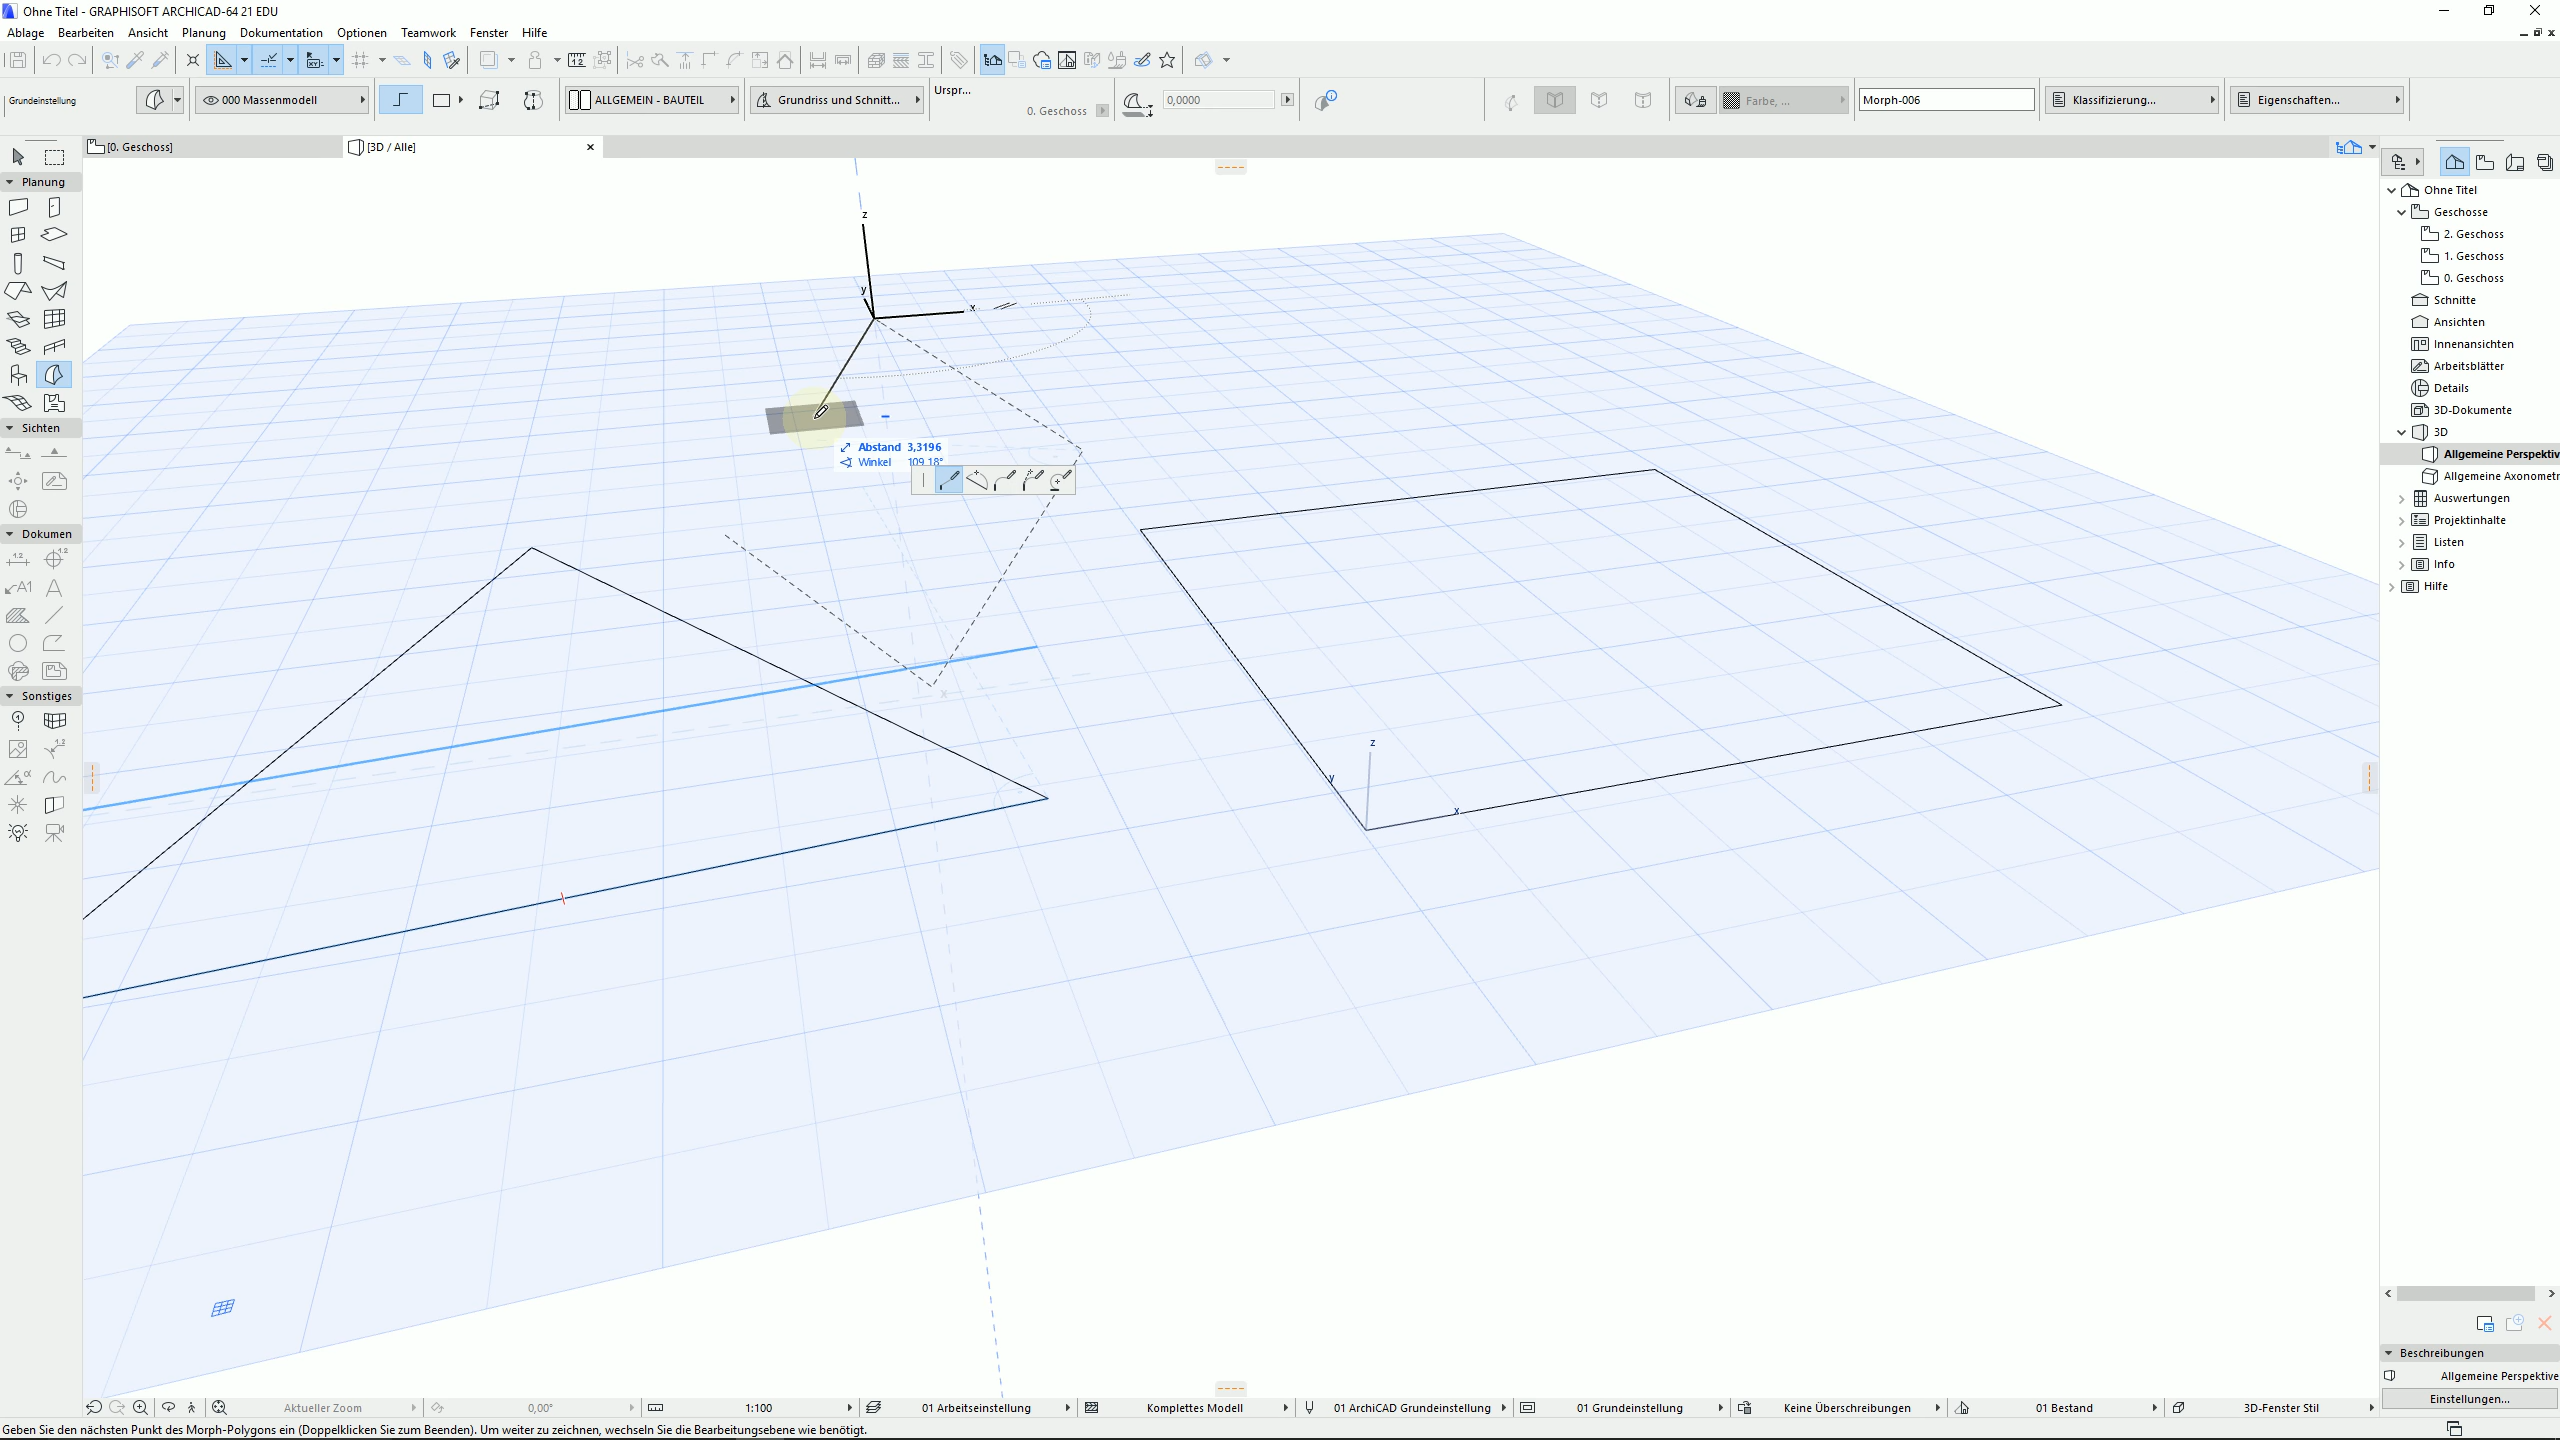 Ohne Titel - GRAPHISOFT ARCHICAD-64 21 EDU
Ablage Bearbeiten Ansicht Planung Dokumentation Optionen Teamwork Fenster Hilfe
Grundeinstellung
000 Massenmodell
ALLGEMEIN - BAUTEIL
Grundriss und Schnitt...
Urspr...
0. Geschoss
0,0000
Farbe, ...
Morph-006
Klassifizierung...
Eigenschaften...
[0. Geschoss]
[3D / Alle]
Planung
Sichten
Dokumen
Sonstiges
z
y
x
Abstand 3,3196
Winkel 109,18°
x
z
y
x
Ohne Titel
Geschosse
2. Geschoss
1. Geschoss
0. Geschoss
Schnitte
Ansichten
Innenansichten
Arbeitsblätter
Details
3D-Dokumente
3D
Allgemeine Perspektiv
Allgemeine Axonometr
Auswertungen
Projektinhalte
Listen
Info
Hilfe
Beschreibungen
Allgemeine Perspektive
Einstellungen...
Aktueller Zoom
0,00°
1:100
01 Arbeitseinstellung
Komplettes Modell
01 ArchiCAD Grundeinstellung
01 Grundeinstellung
Keine Überschreibungen
01 Bestand
3D-Fenster Stil
Geben Sie den nächsten Punkt des Morph-Polygons ein (Doppelklicken Sie zum Beenden). Um weiter zu zeichnen, wechseln Sie die Bearbeitungsebene wie benötigt.